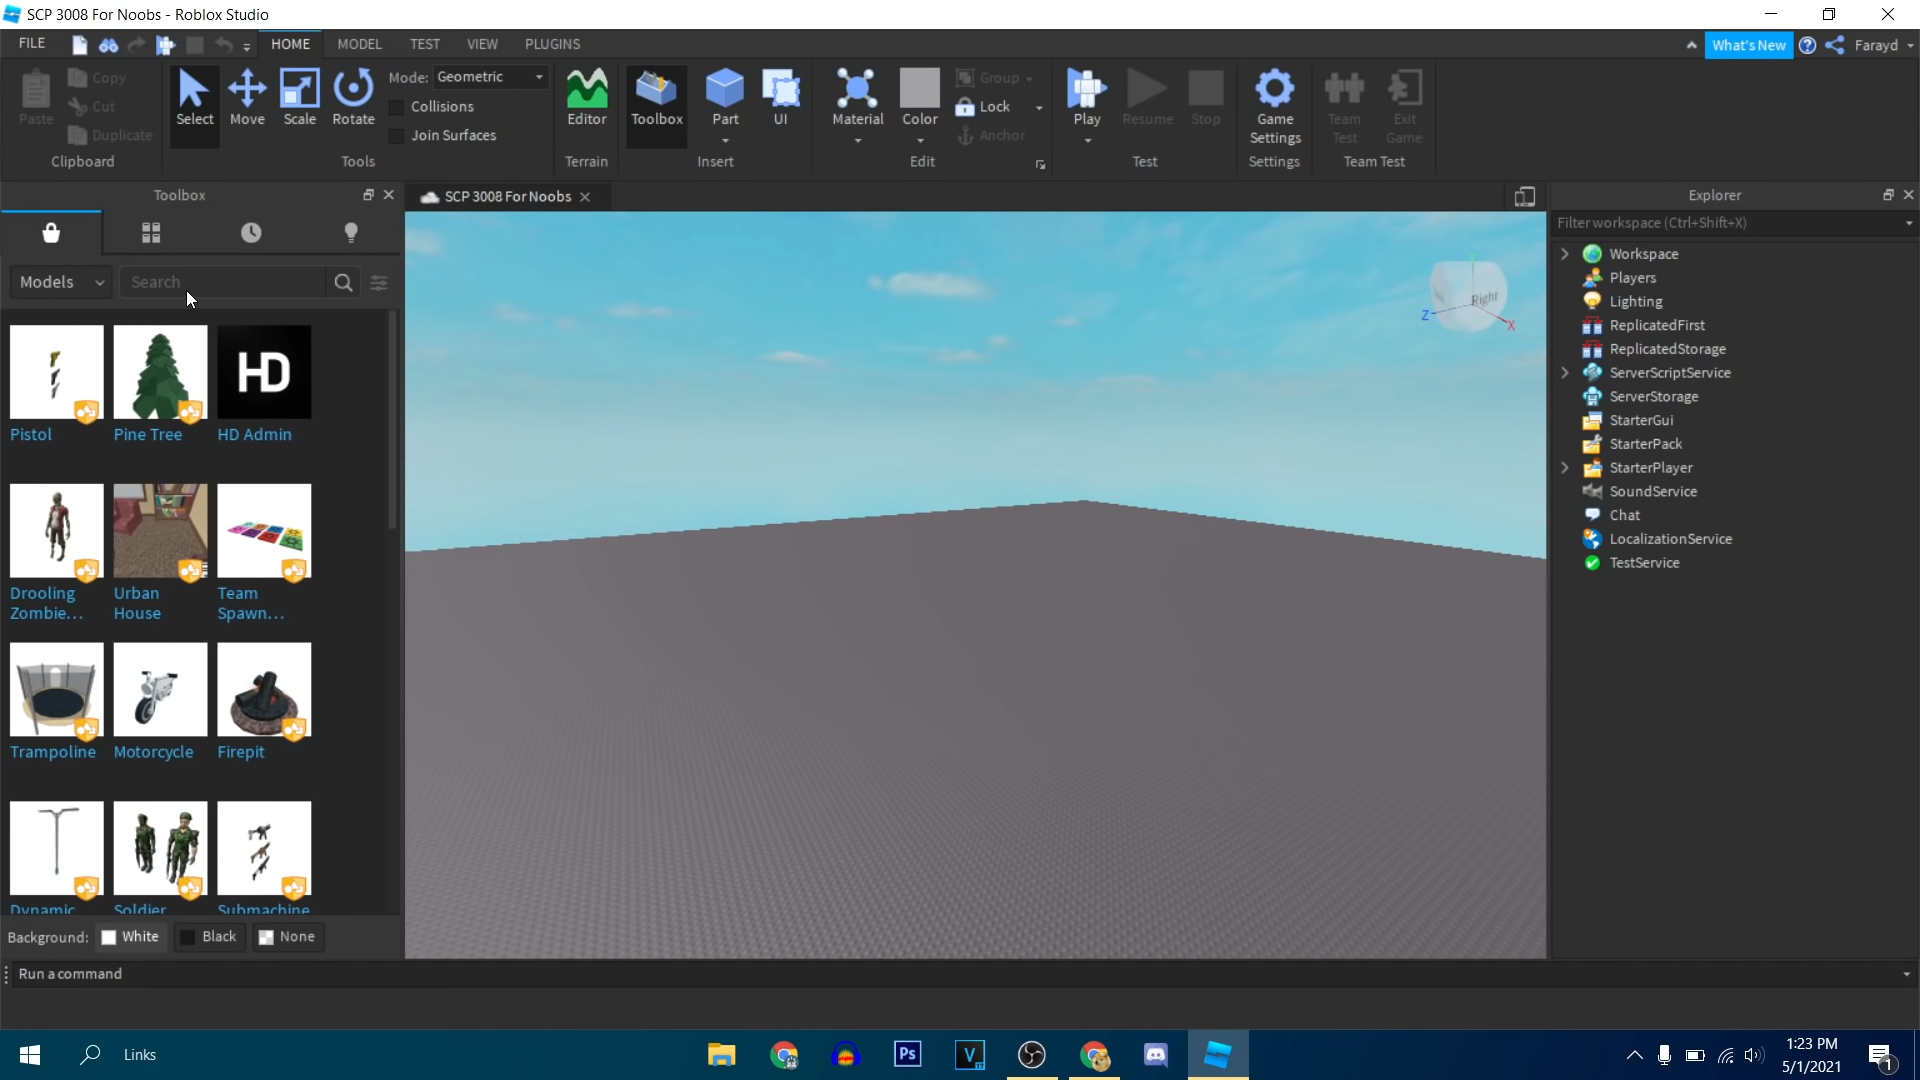 SCP 3008 For Noobs - Roblox Studio
FILE
HOME
MODEL
TEST
VIEW
PLUGINS
What's New
Farayd
Paste
Copy
Cut
Duplicate
Clipboard
Select
Move
Scale
Rotate
Mode: Geometric
Collisions
Join Surfaces
Tools
Editor
Terrain
Toolbox
Part
UI
Insert
Material
Color
Group
Lock
Anchor
Edit
Play
Resume
Stop
Test
Game
Settings
Settings
Team
Test
Exit
Game
Team Test
Toolbox
Models
Search
Pistol
Pine Tree
HD
HD Admin
Drooling
Zombie...
Urban
House
Team
Spawn...
Trampoline
Motorcycle
Firepit
Dynamic
Soldier
Submachine
Background:
White
Black
None
SCP 3008 For Noobs
Right
Y
Z
X
Explorer
Filter workspace (Ctrl+Shift+X)
Workspace
Players
Lighting
ReplicatedFirst
ReplicatedStorage
ServerScriptService
ServerStorage
StarterGui
StarterPack
StarterPlayer
SoundService
Chat
LocalizationService
TestService
Run a command
Links
Ps
V
1:23 PM
5/1/2021
1